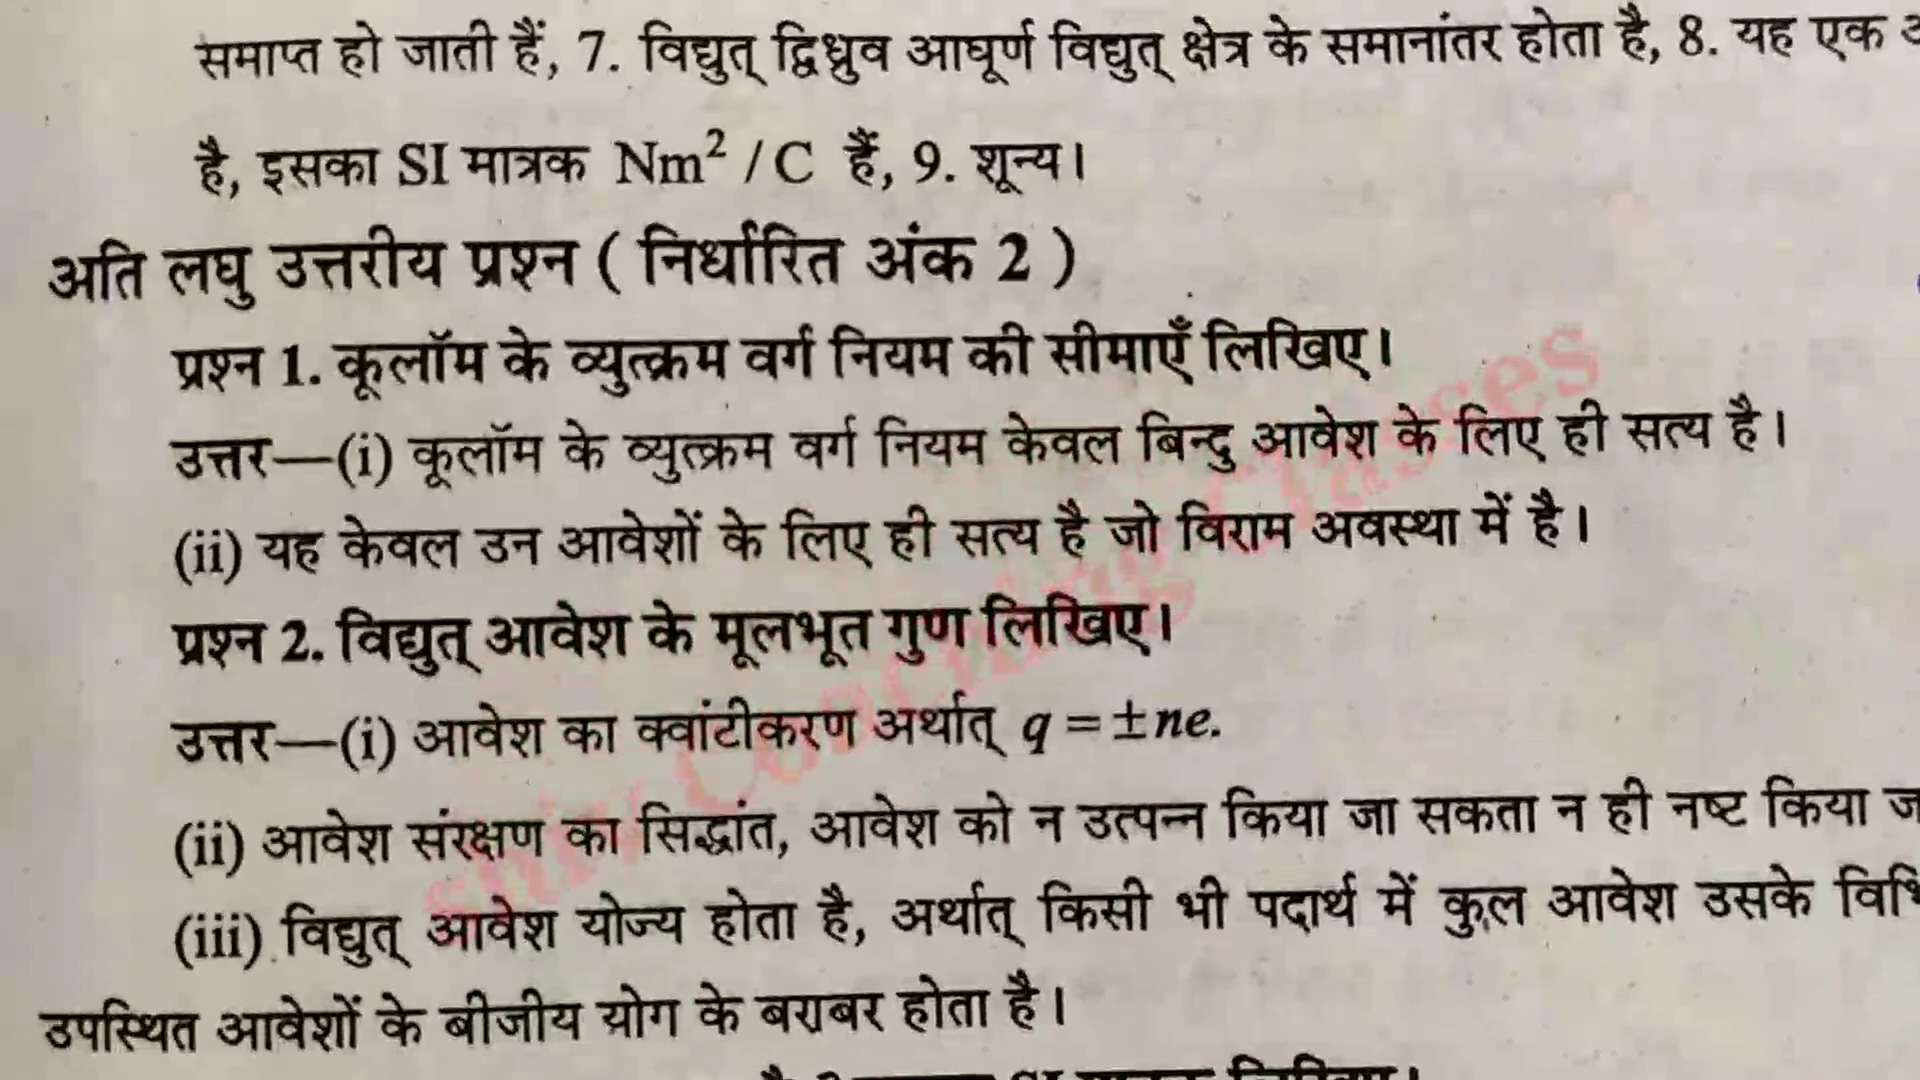 समाप्त हो जाती हैं, 7. विद्युत् द्विध्रुव आघूर्ण विद्युत् क्षेत्र के समानांतर होता है, 8. यह एक
है, इसका SI मात्रक Nm² / C हैं, 9. शून्य।
अति लघु उत्तरीय प्रश्न ( निर्धारित अंक 2 )
प्रश्न 1. कूलॉम के व्युत्क्रम वर्ग नियम की सीमाएँ लिखिए।
उत्तर—(i) कूलॉम के व्युत्क्रम वर्ग नियम केवल बिन्दु आवेश के लिए ही सत्य है।
(ii) यह केवल उन आवेशों के लिए ही सत्य है जो विराम अवस्था में है।
प्रश्न 2. विद्युत् आवेश के मूलभूत गुण लिखिए।
उत्तर—(i) आवेश का क्वांटीकरण अर्थात् q = ±ne.
(ii) आवेश संरक्षण का सिद्धांत, आवेश को न उत्पन्न किया जा सकता न ही नष्ट किया
(iii) विद्युत् आवेश योज्य होता है, अर्थात् किसी भी पदार्थ में कुल आवेश उसके
उपस्थित आवेशों के बीजीय योग के बराबर होता है।
Shiv Coaching Classes